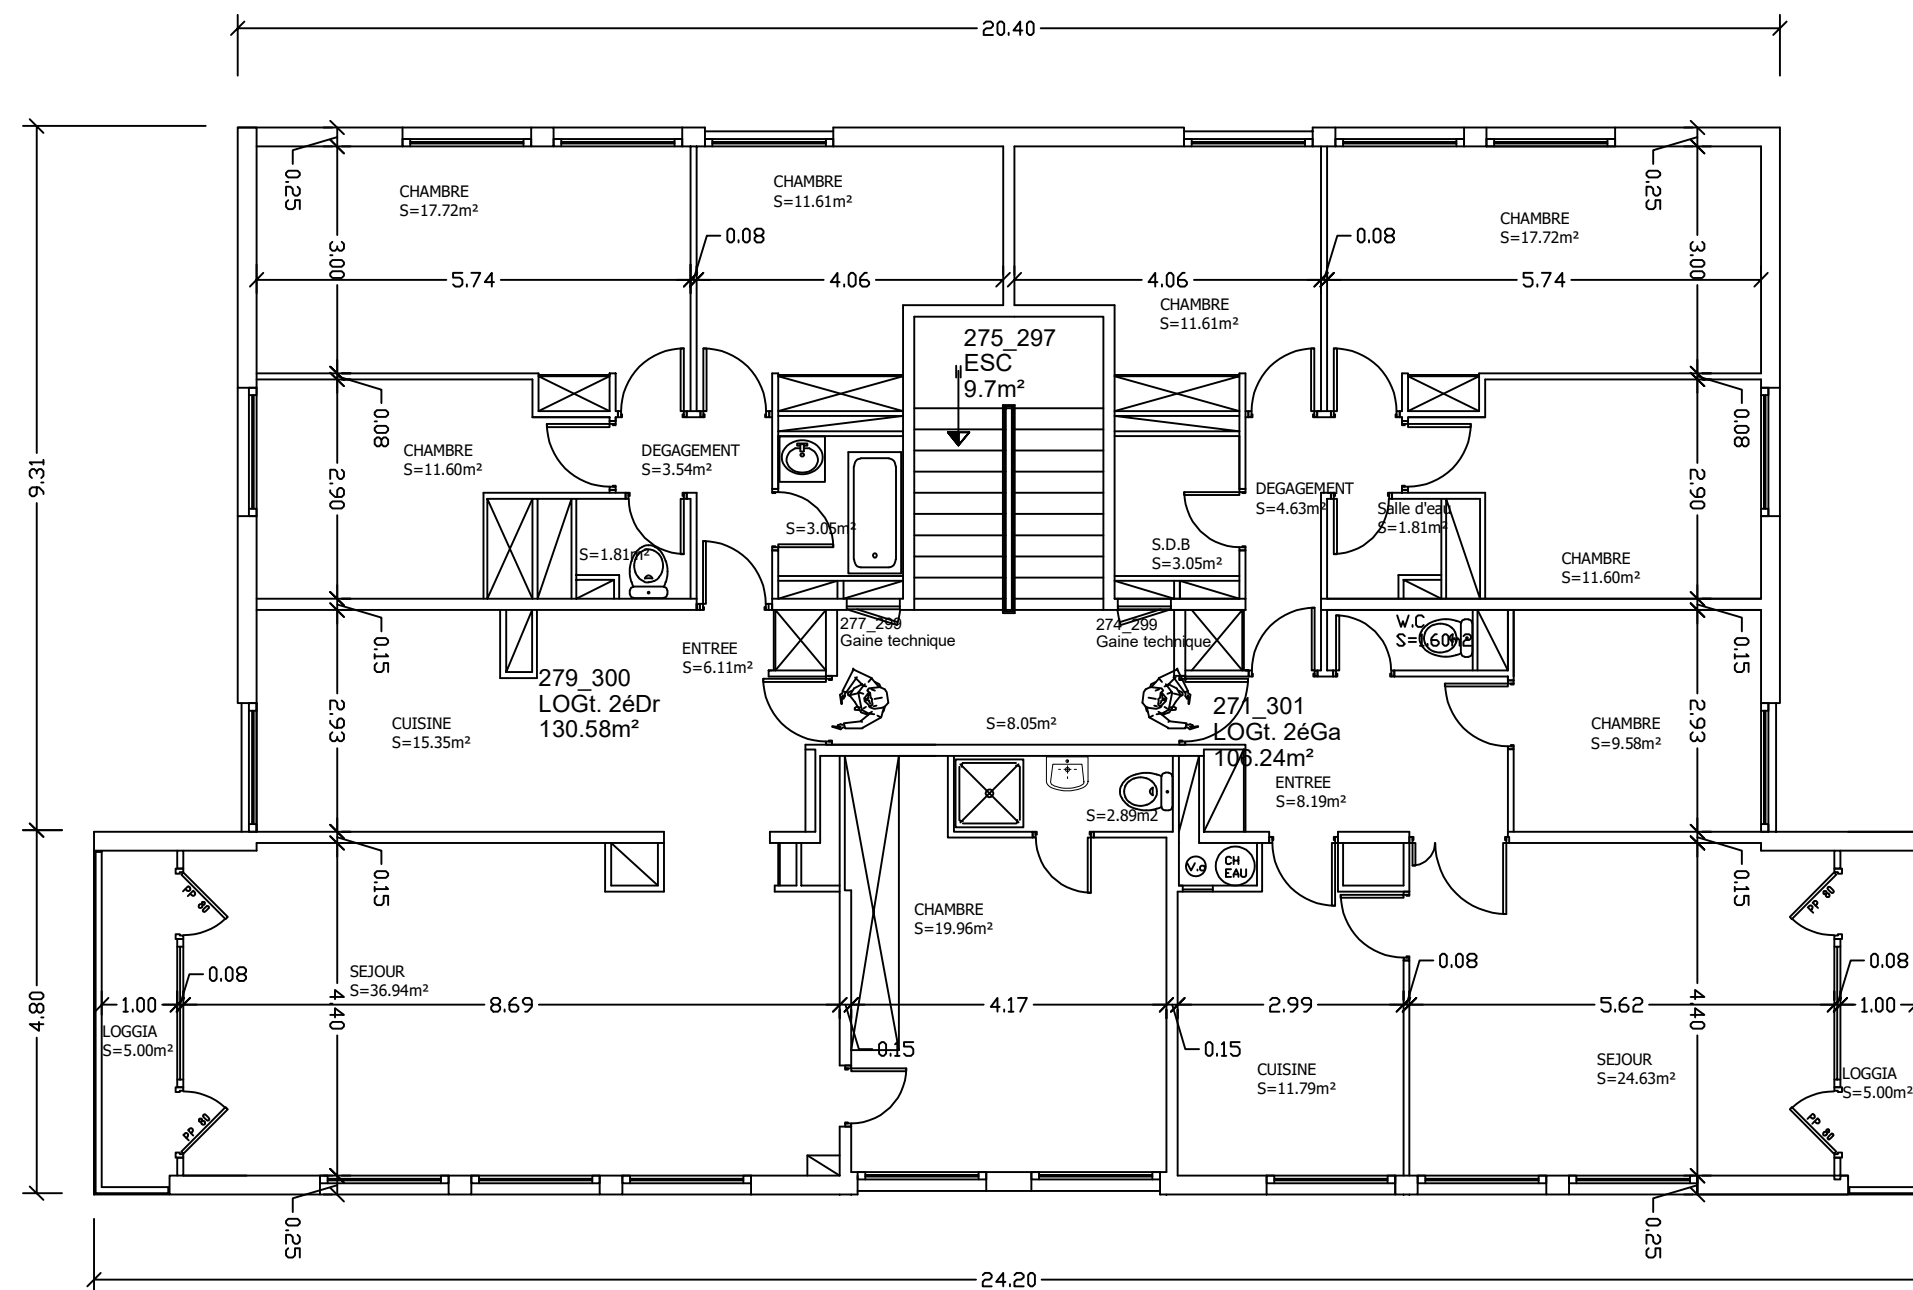 20.40
0.25
0.25
CHAMBRE
S=17.72m²
CHAMBRE
S=11.61m²
CHAMBRE
S=17.72m²
0.08
0.08
3.00
3.00
5.74
4.06
4.06
5.74
CHAMBRE
S=11.61m²
275_297
ESC
9.7m²
H
9.31
0.08
0.08
CHAMBRE
S=11.60m²
DEGAGEMENT
S=3.54m²
2.90
2.90
DEGAGEMENT
S=4.63m²
Salle d'eau
S=1.81m²
S=3.05m²
S=1.81m²
S.D.B
S=3.05m²
CHAMBRE
S=11.60m²
277_299
Gaine technique
274_299
Gaine technique
W.C
S=1.60m2
0.15
0.15
ENTREE
S=6.11m²
279_300
LOGt. 2éDr
130.58m²
271_301
LOGt. 2éGa
106.24m²
CUISINE
S=15.35m²
2.93
2.93
S=8.05m²
CHAMBRE
S=9.58m²
ENTREE
S=8.19m²
S=2.89m2
0.15
0.15
V.O
CH
EAU
PP 80
PP 80
CHAMBRE
S=19.96m²
SEJOUR
S=36.94m²
0.08
0.08
4.80
1.00
8.69
4.17
2.99
5.62
1.00
4.40
4.40
LOGGIA
S=5.00m²
0.15
0.15
CUISINE
S=11.79m²
SEJOUR
S=24.63m²
LOGGIA
S=5.00m²
PP 80
PP 80
0.25
0.25
24.20